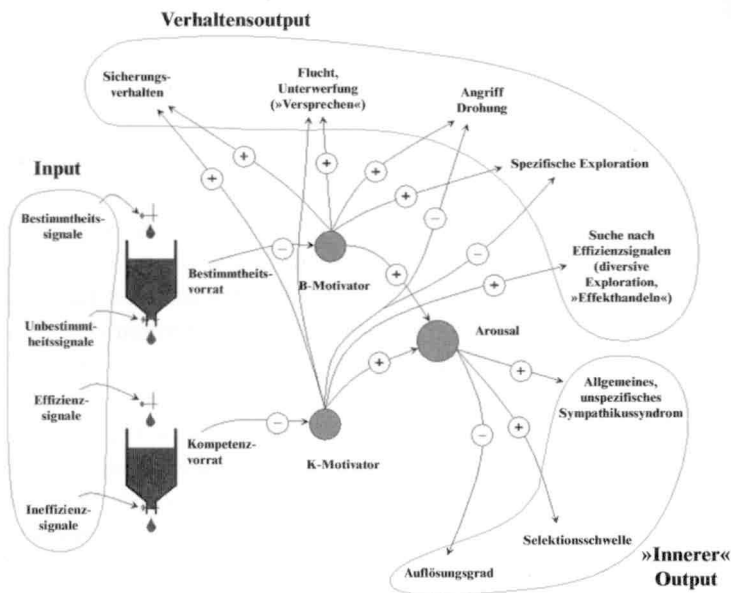 Verhaltensoutput
Sicherungs-
verhalten
Flucht,
Unterwerfung
(»Versprechen«)
Angriff
Drohung
Spezifische Exploration
Suche nach
Effizienzsignalen
(diversive
Exploration,
»Effekthandeln«)
Input
Bestimmtheits-
signale
Bestimmtheits-
vorrat
B-Motivator
Unbestimmt-
heitssignale
Arousal
Effizienz-
signale
Kompetenz-
vorrat
K-Motivator
Ineffizienz-
signale
Allgemeines,
unspezifisches
Sympathikussyndrom
Selektionsschwelle
Auflösungsgrad
»Innerer«
Output
+
+
+
+
+
−
−
−
+
+
+
−
+
−
+